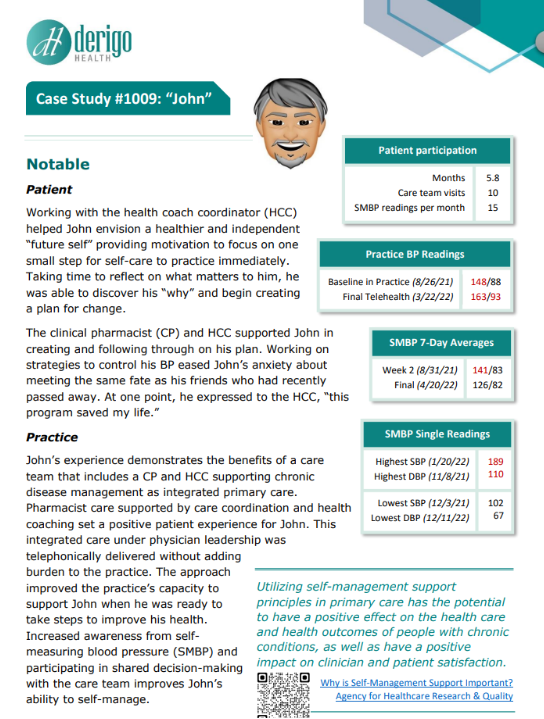 derigo
HEALTH
Case Study #1009: “John”
Notable
Patient
Working with the health coach coordinator (HCC)
helped John envision a healthier and independent
“future self” providing motivation to focus on one
small step for self-care to practice immediately.
Taking time to reflect on what matters to him, he
was able to discover his “why” and begin creating
a plan for change.
The clinical pharmacist (CP) and HCC supported John in
creating and following through on his plan. Working on
strategies to control his BP eased John’s anxiety about
meeting the same fate as his friends who had recently
passed away. At one point, he expressed to the HCC, “this
program saved my life.”
Practice
John’s experience demonstrates the benefits of a care
team that includes a CP and HCC supporting chronic
disease management as integrated primary care.
Pharmacist care supported by care coordination and health
coaching set a positive patient experience for John. This
integrated care under physician leadership was
telephonically delivered without adding
burden to the practice. The approach
improved the practice’s capacity to
support John when he was ready to
take steps to improve his health.
Increased awareness from self-
measuring blood pressure (SMBP) and
participating in shared decision-making
with the care team improves John’s
ability to self-manage.
Patient participation
Months 5.8
Care team visits 10
SMBP readings per month 15
Practice BP Readings
Baseline in Practice (8/26/21) 148/88
Final Telehealth (3/22/22) 163/93
SMBP 7-Day Averages
Week 2 (8/31/21) 141/83
Final (4/20/22) 126/82
SMBP Single Readings
Highest SBP (1/20/22) 189
Highest DBP (11/8/21) 110
Lowest SBP (12/3/21) 102
Lowest DBP (12/11/22) 67
Utilizing self-management support
principles in primary care has the potential
to have a positive effect on the health care
and health outcomes of people with chronic
conditions, as well as have a positive
impact on clinician and patient satisfaction.
Why is Self-Management Support Important?
Agency for Healthcare Research & Quality